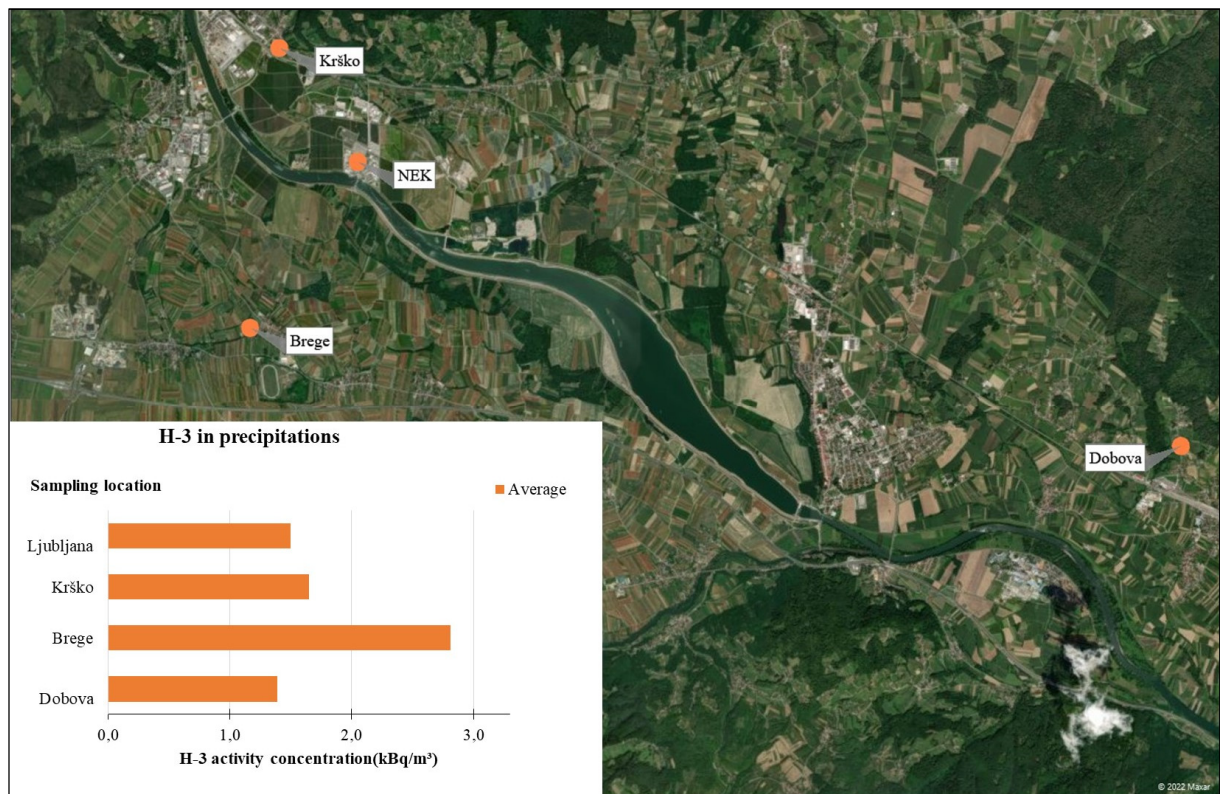 Krško
NEK
Brege
Dobova
H-3 in precipitations
Sampling location
Average
Ljubljana
Krško
Brege
Dobova
0,0 1,0 2,0 3,0
H-3 activity concentration(kBq/m³)
© 2022 Maxar